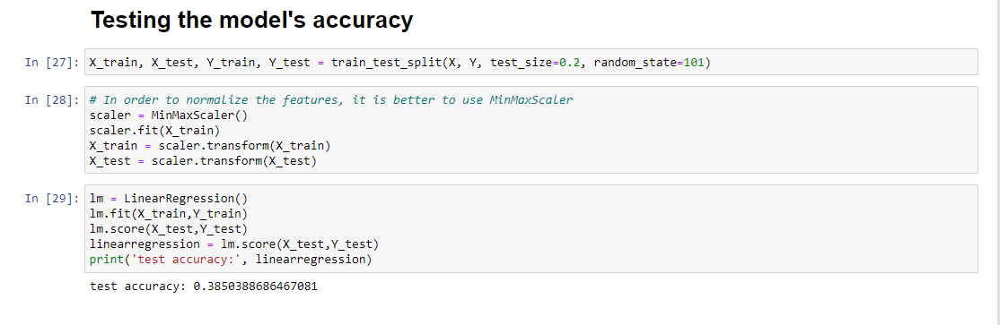 Testing the model's accuracy
In [27]: X_train, X_test, Y_train, Y_test = train_test_split(X, Y, test_size=0.2, random_state=101)
In [28]: # In order to normalize the features, it is better to use MinMaxScaler
scaler = MinMaxScaler()
scaler.fit(X_train)
X_train = scaler.transform(X_train)
X_test = scaler.transform(X_test)
In [29]: lm = LinearRegression()
lm.fit(X_train,Y_train)
lm.score(X_test,Y_test)
linearregression = lm.score(X_test,Y_test)
print('test accuracy:', linearregression)
test accuracy: 0.3850388686467081